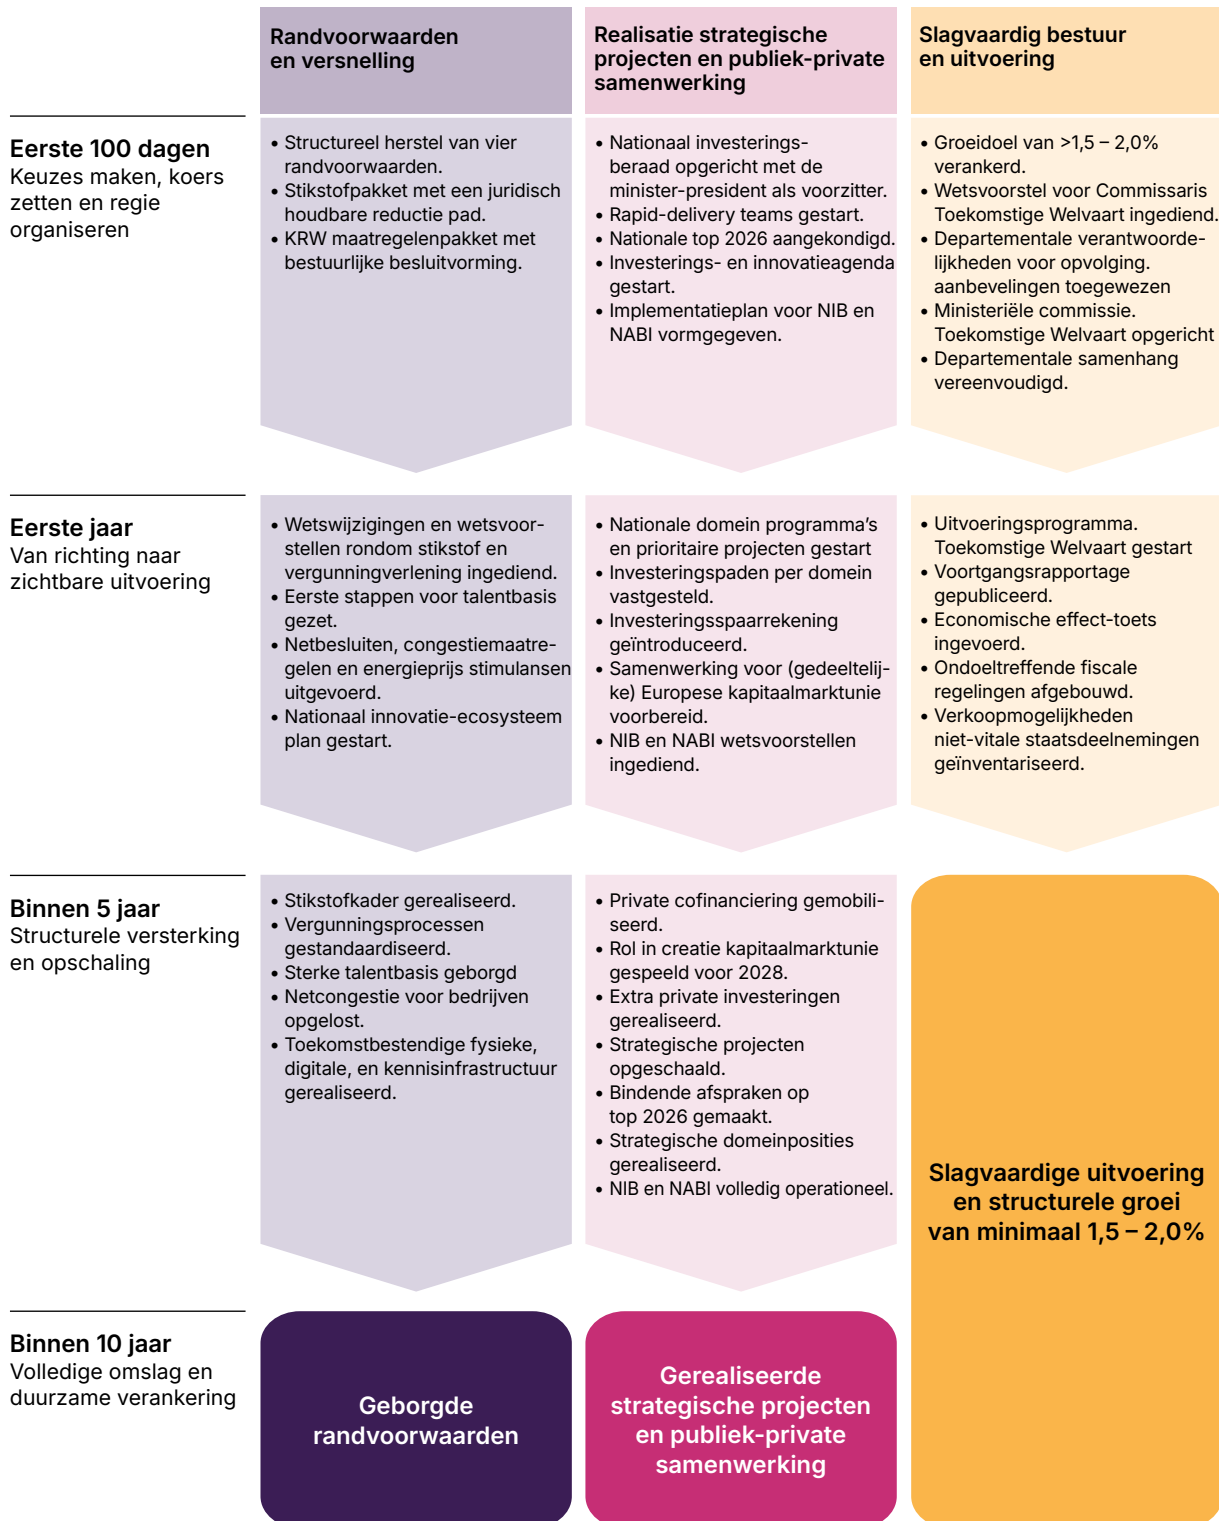 Randvoorwaarden
en versnelling
Realisatie strategische
projecten en publiek-private
samenwerking
Slagvaardig bestuur
en uitvoering
Eerste 100 dagen
Keuzes maken, koers
zetten en regie
organiseren
• Structureel herstel van vier
randvoorwaarden.
• Stikstofpakket met een juridisch
houdbare reductie pad.
• KRW maatregelenpakket met
bestuurlijke besluitvorming.
• Nationaal investerings-
beraad opgericht met de
minister-president als voorzitter.
• Rapid-delivery teams gestart.
• Nationale top 2026 aangekondigd.
• Investerings- en innovatieagenda
gestart.
• Implementatieplan voor NIB en
NABI vormgegeven.
• Groeidoel van >1,5 – 2,0%
verankerd.
• Wetsvoorstel voor Commissaris
Toekomstige Welvaart ingediend.
• Departementale verantwoorde-
lijkheden voor opvolging.
aanbevelingen toegewezen
• Ministeriële commissie.
Toekomstige Welvaart opgericht
• Departementale samenhang
vereenvoudigd.
Eerste jaar
Van richting naar
zichtbare uitvoering
• Wetswijzigingen en wetsvoor-
stellen rondom stikstof en
vergunningverlening ingediend.
• Eerste stappen voor talentbasis
gezet.
• Netbesluiten, congestiemaatre-
gelen en energieprijs stimulansen
uitgevoerd.
• Nationaal innovatie-ecosysteem
plan gestart.
• Nationale domein programma’s
en prioritaire projecten gestart
• Investeringspaden per domein
vastgesteld.
• Investeringsspaarrekening
geïntroduceerd.
• Samenwerking voor (gedeeltelij-
ke) Europese kapitaalmarktunie
voorbereid.
• NIB en NABI wetsvoorstellen
ingediend.
• Uitvoeringsprogramma.
Toekomstige Welvaart gestart
• Voortgangsrapportage
gepubliceerd.
• Economische effect-toets
ingevoerd.
• Ondoeltreffende fiscale
regelingen afgebouwd.
• Verkoopmogelijkheden
niet-vitale staatsdeelnemingen
geïnventariseerd.
Binnen 5 jaar
Structurele versterking
en opschaling
• Stikstofkader gerealiseerd.
• Vergunningsprocessen
gestandaardiseerd.
• Sterke talentbasis geborgd
• Netcongestie voor bedrijven
opgelost.
• Toekomstbestendige fysieke,
digitale, en kennisinfrastructuur
gerealiseerd.
• Private cofinanciering gemobili-
seerd.
• Rol in creatie kapitaalmarktunie
gespeeld voor 2028.
• Extra private investeringen
gerealiseerd.
• Strategische projecten
opgeschaald.
• Bindende afspraken op
top 2026 gemaakt.
• Strategische domeinposities
gerealiseerd.
• NIB en NABI volledig operationeel.
Slagvaardige uitvoering
en structurele groei
van minimaal 1,5 – 2,0%
Binnen 10 jaar
Volledige omslag en
duurzame verankering
Geborgde
randvoorwaarden
Gerealiseerde
strategische projecten
en publiek-private
samenwerking